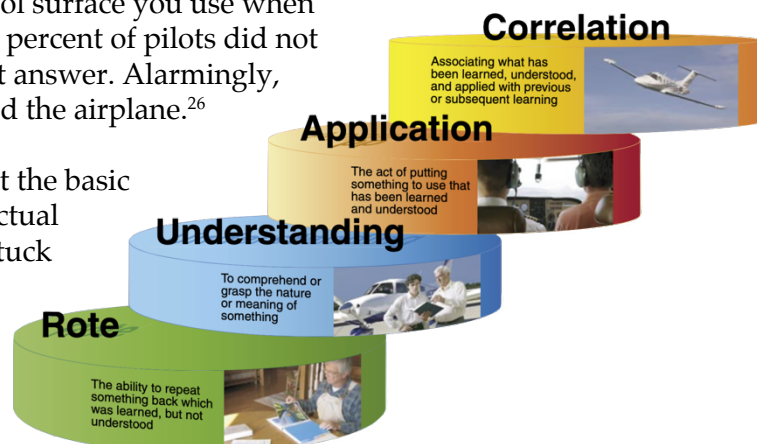 ol surface you use when
percent of pilots did not
t answer. Alarmingly,
d the airplane.26
t the basic
ctual
tuck
Correlation
Associating what has
been learned, understood,
and applied with previous
or subsequent learning
Application
The act of putting
something to use that
has been learned
and understood
Understanding
To comprehend or
grasp the nature
or meaning of
something
Rote
The ability to repeat
something back which
was learned, but not
understood